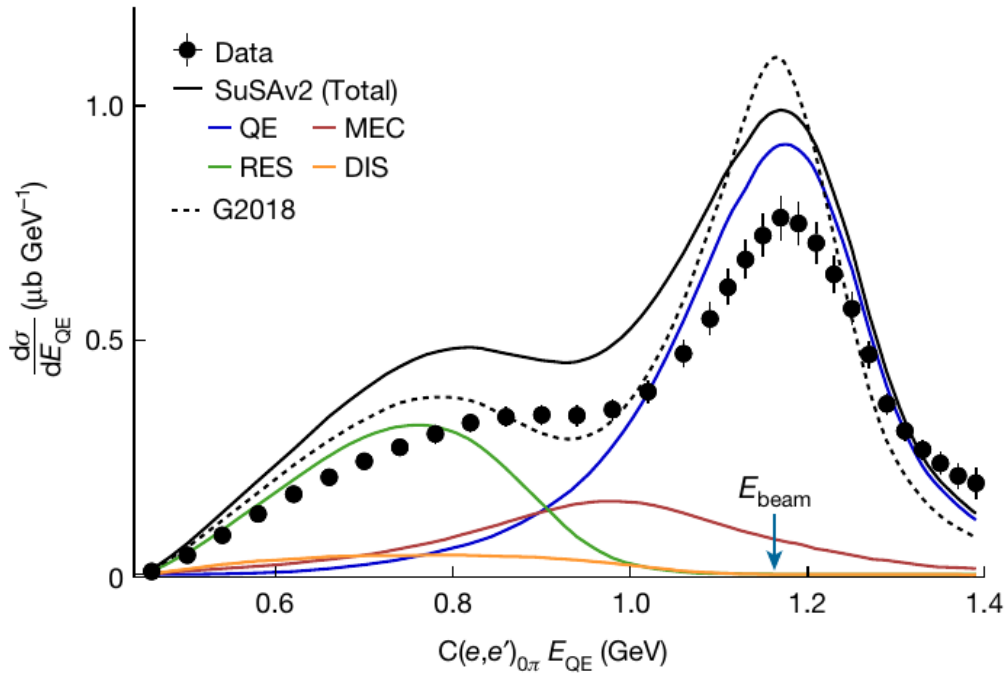 Data
SuSAv2 (Total)
QE MEC
RES DIS
G2018
1.0
0.5
0
dσ
dE_QE
(μb GeV⁻¹)
E_beam
0.6 0.8 1.0 1.2 1.4
C(e,e′)_0π E_QE (GeV)